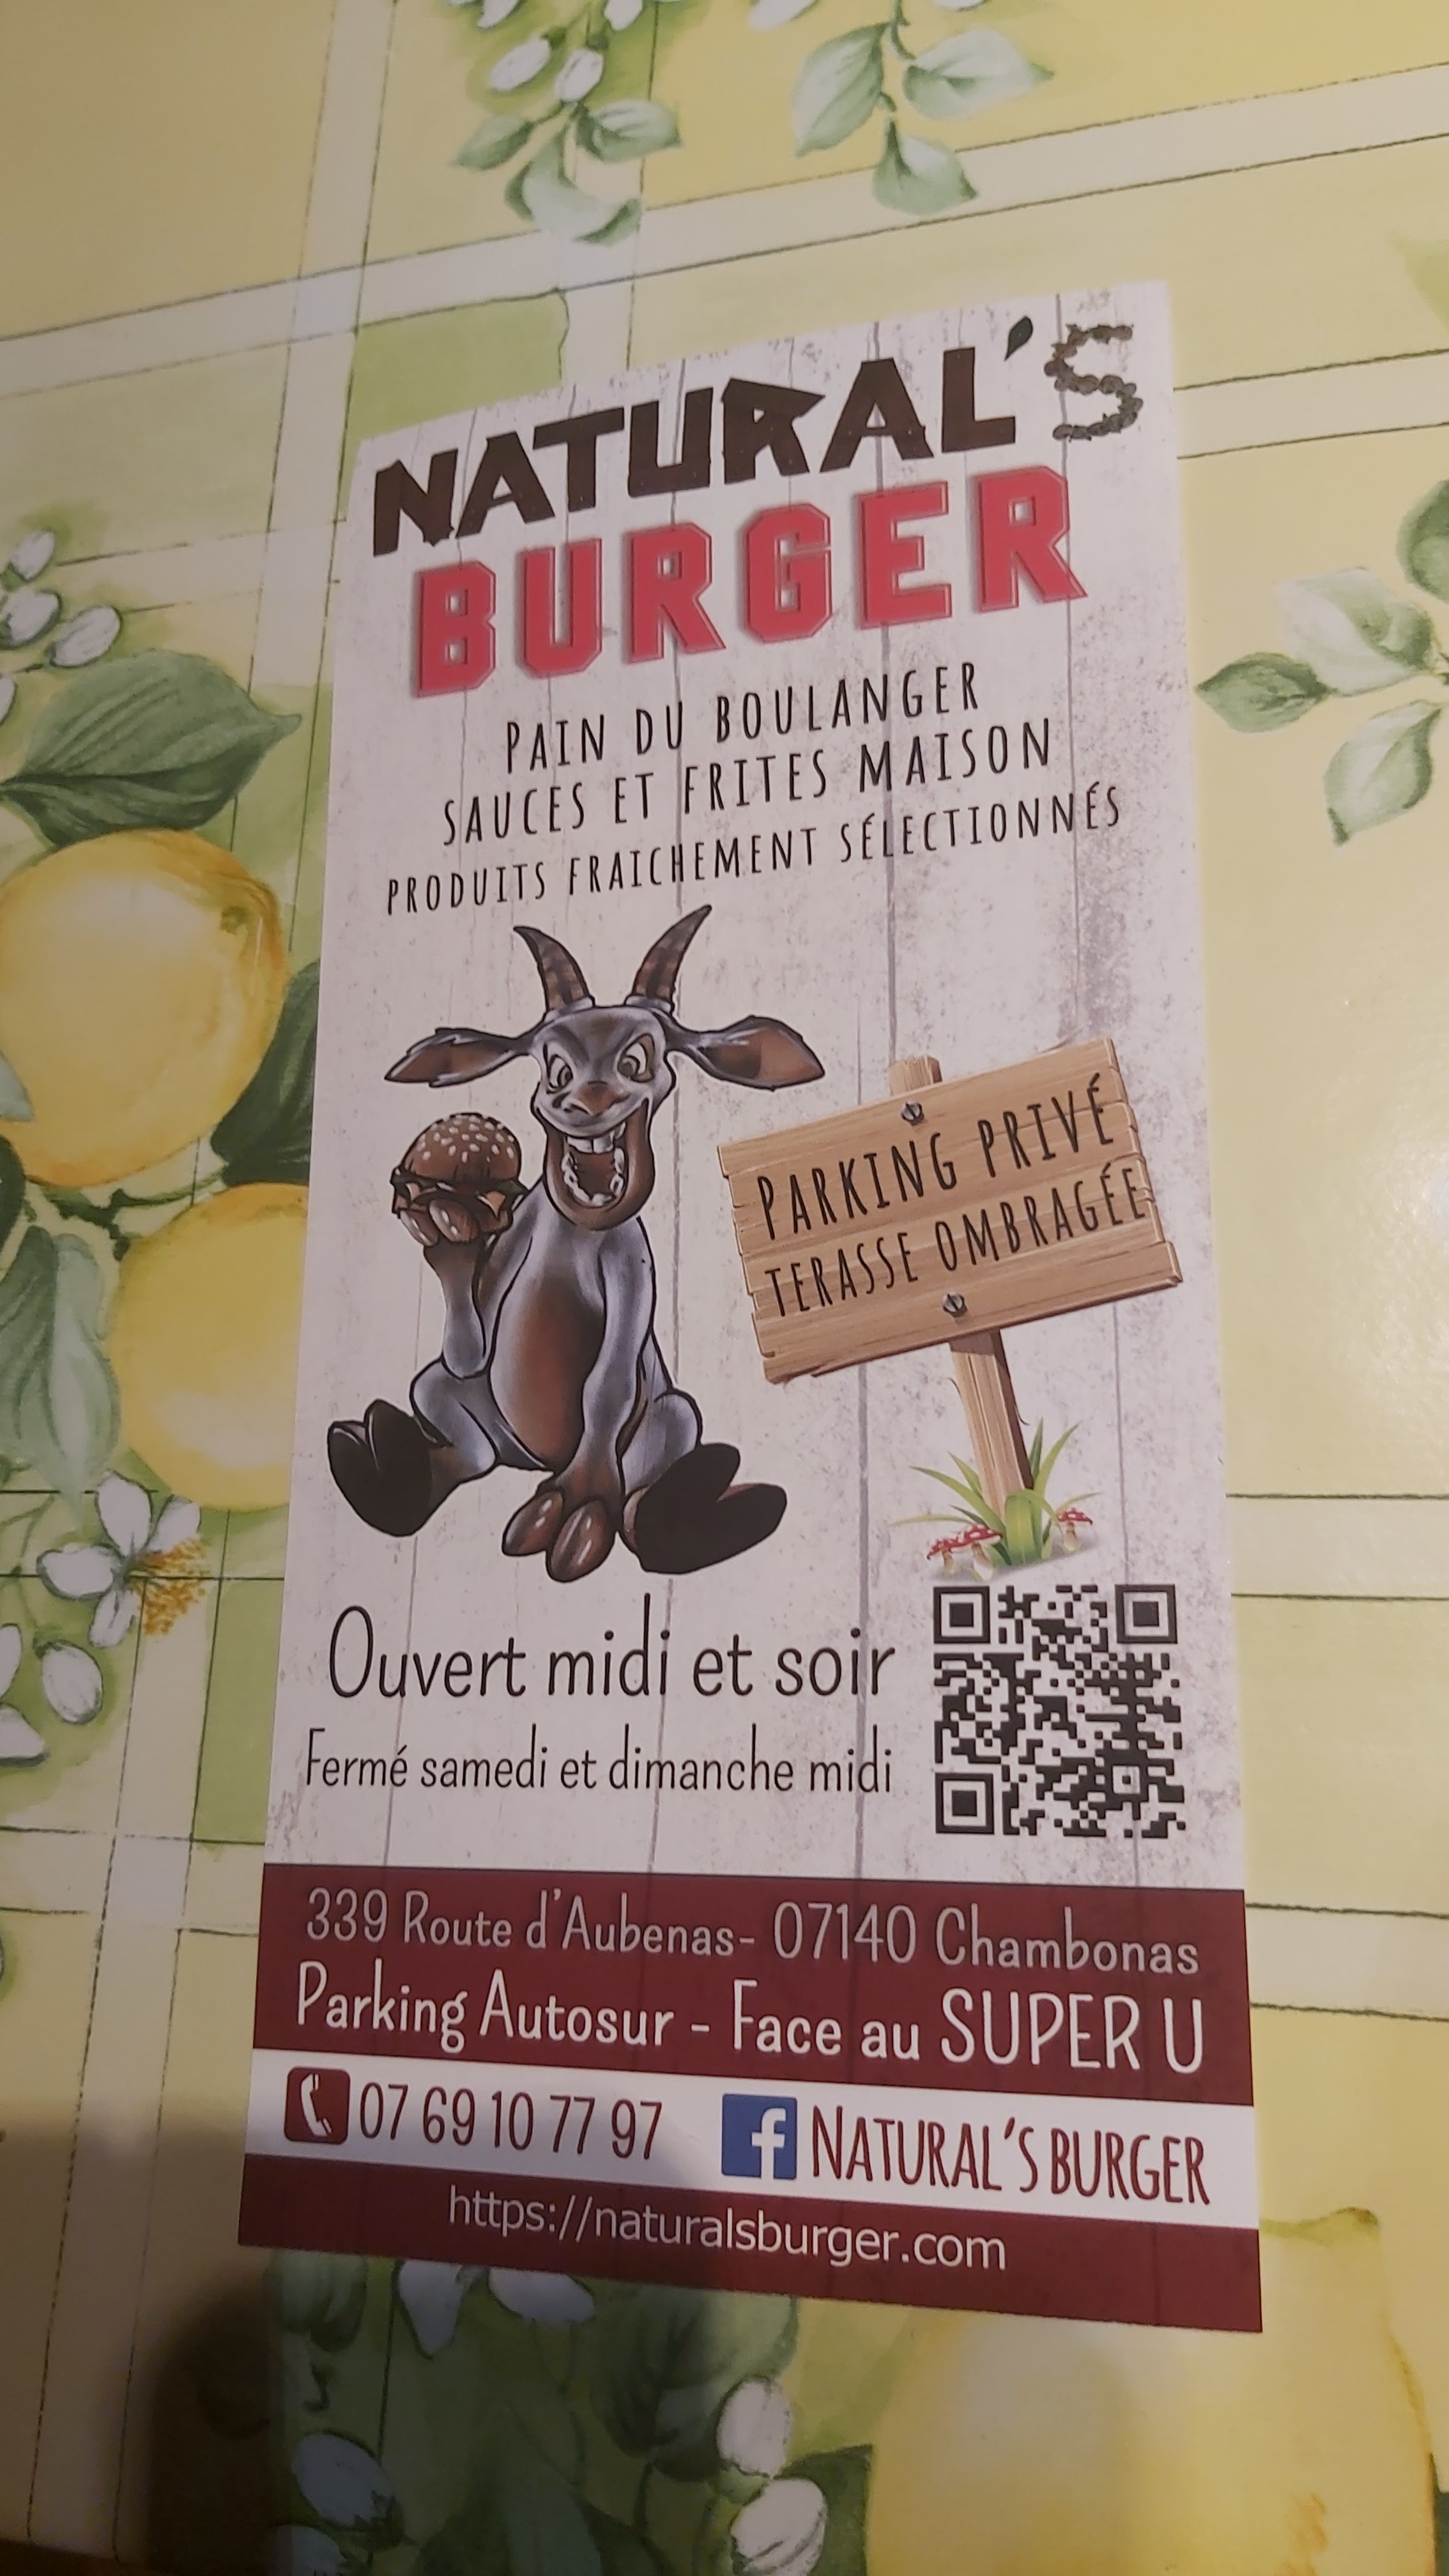 NATURAL'S
BURGER
PAIN DU BOULANGER
SAUCES ET FRITES MAISON
PRODUITS FRAICHEMENT SÉLECTIONNÉS
PARKING PRIVÉ
TERASSE OMBRAGÉE
Ouvert midi et soir
Fermé samedi et dimanche midi
339 Route d'Aubenas- 07140 Chambonas
Parking Autosur - Face au SUPER U
07 69 10 77 97
f NATURAL'S BURGER
https://naturalsburger.com